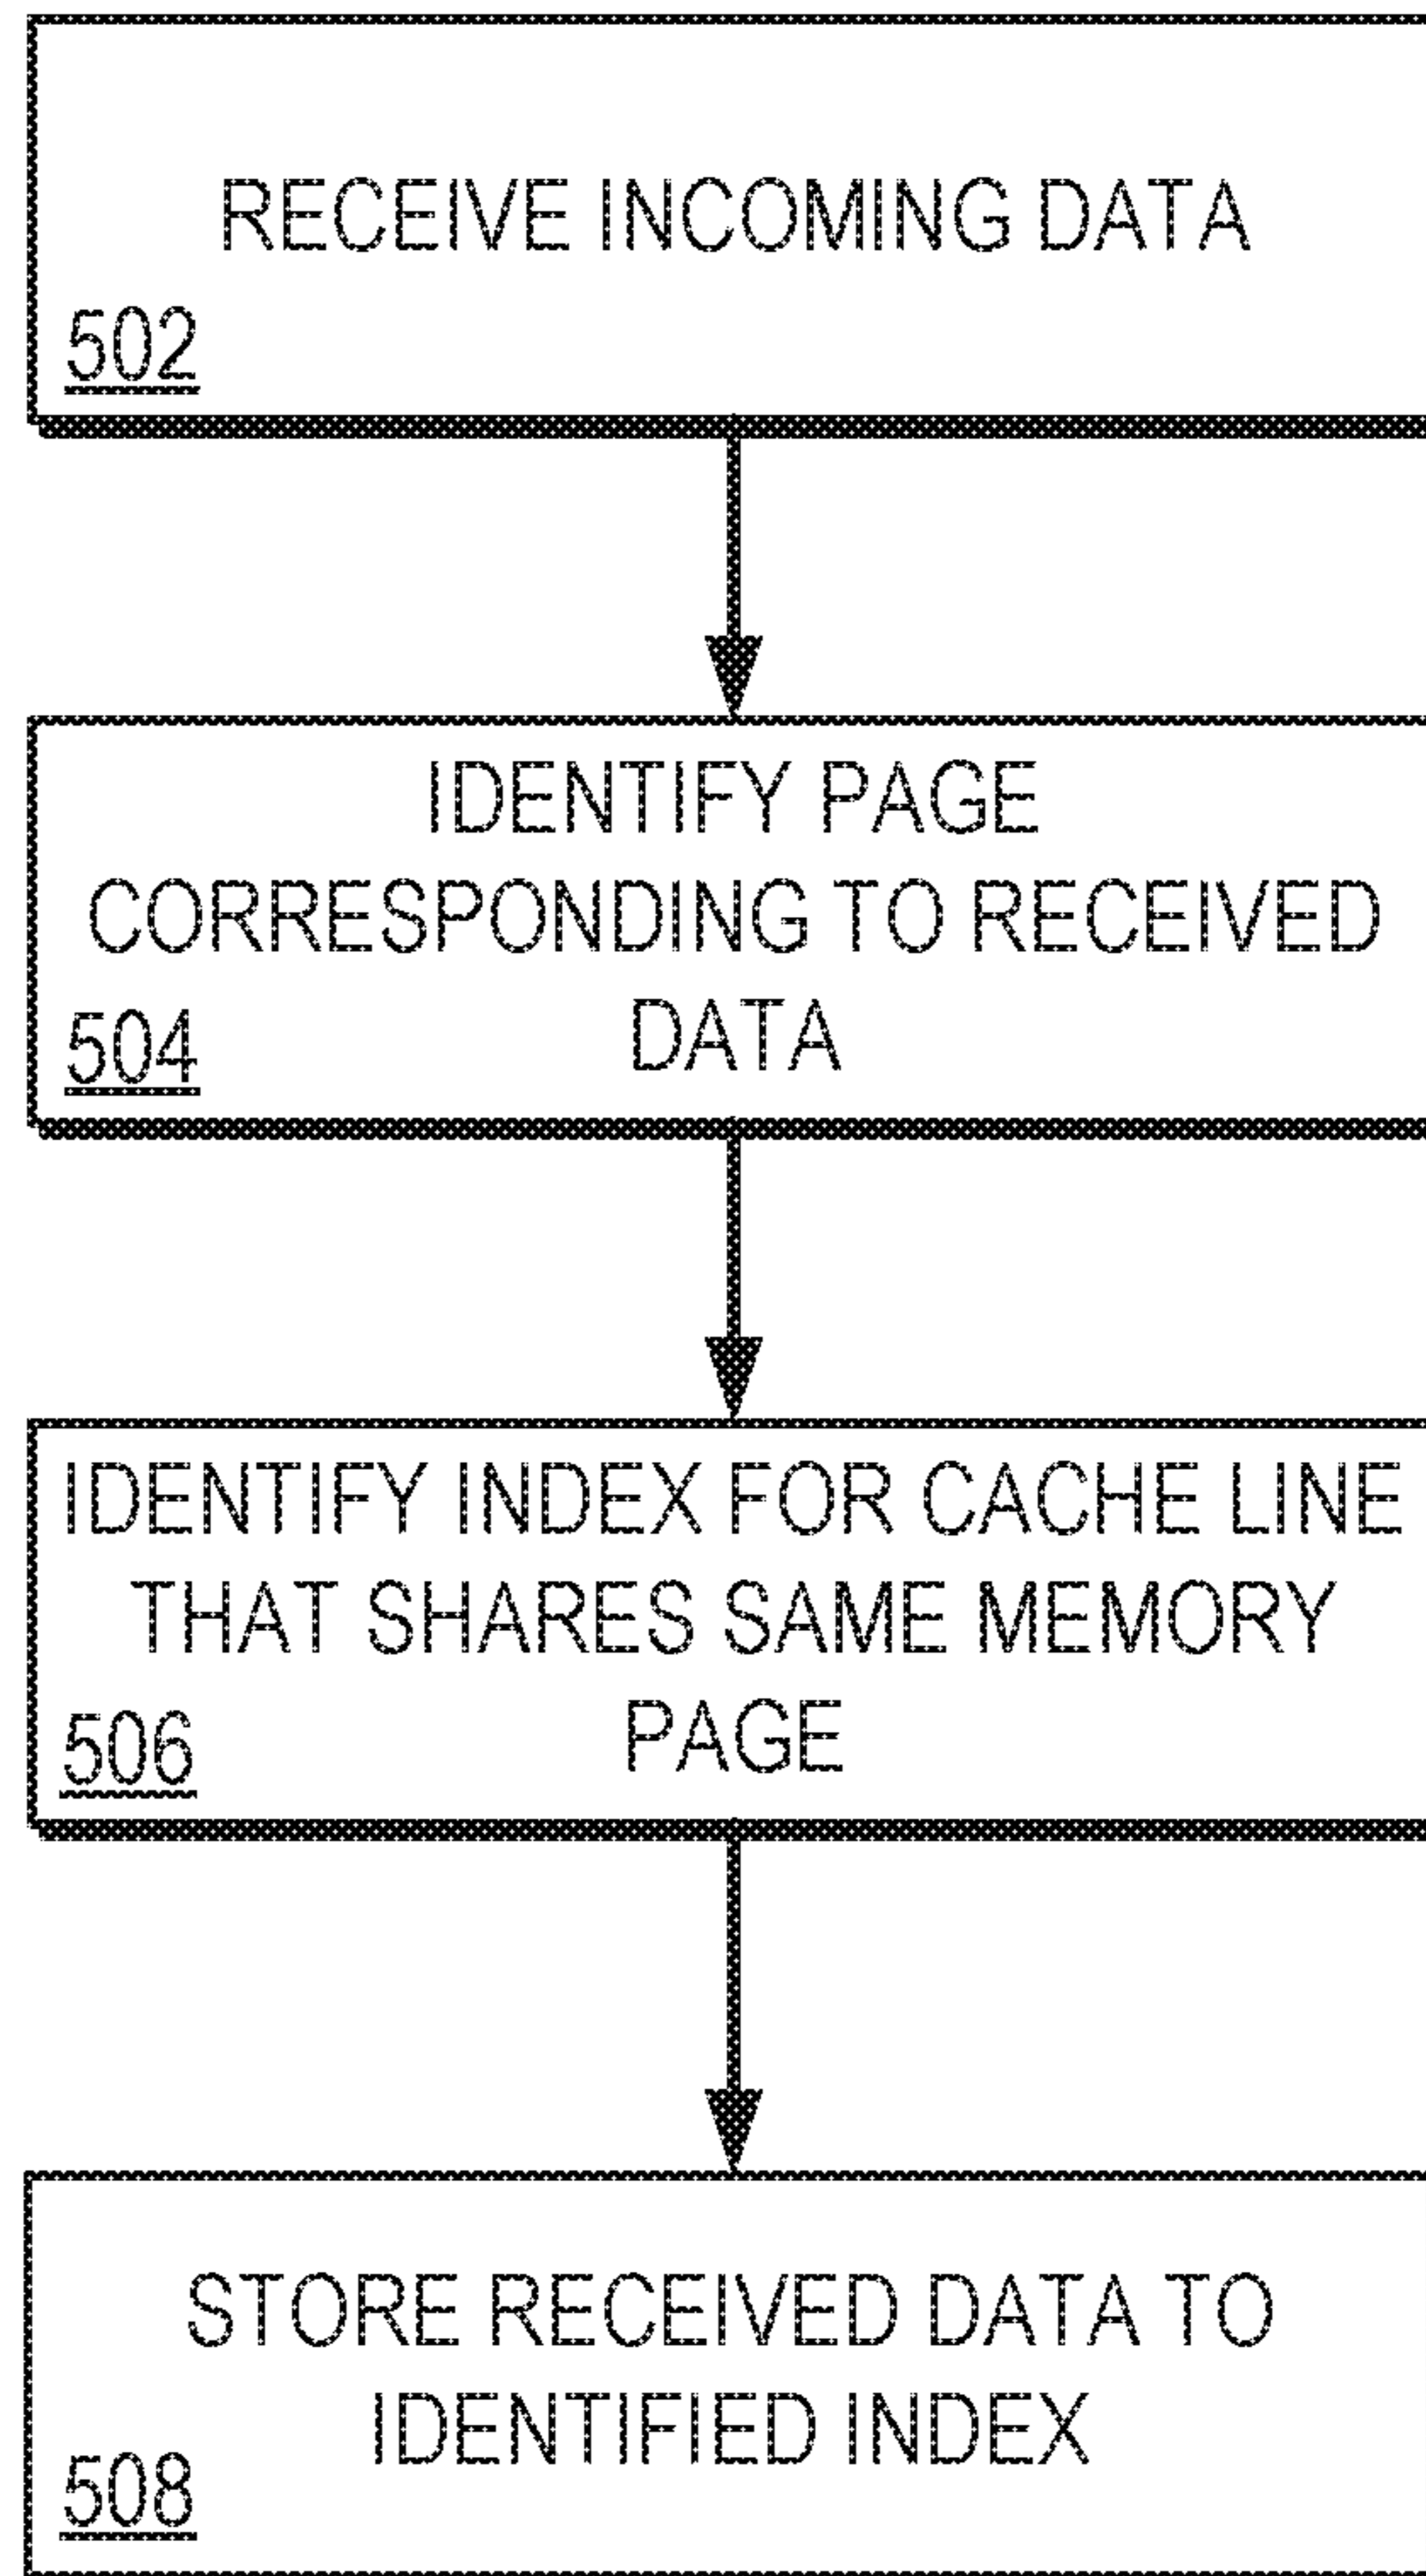 RECEIVE INCOMING DATA
502
IDENTIFY PAGE
CORRESPONDING TO RECEIVED
DATA
504
IDENTIFY INDEX FOR CACHE LINE
THAT SHARES SAME MEMORY
PAGE
506
STORE RECEIVED DATA TO
IDENTIFIED INDEX
508